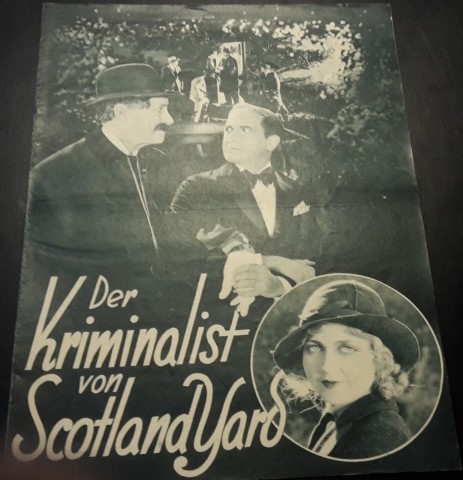 Der
Kriminalist
von
Scotland Yard